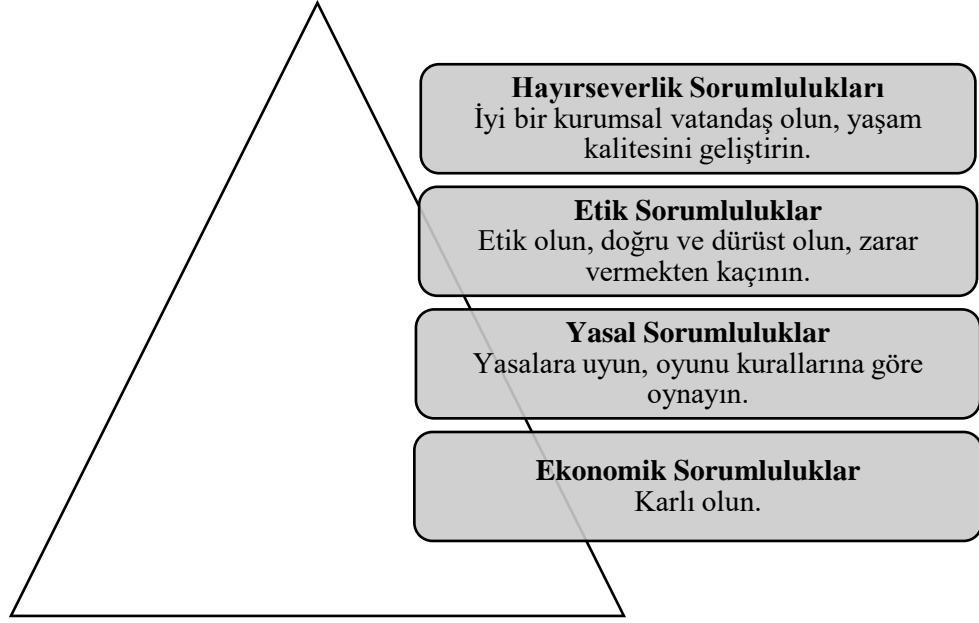 Hayırseverlik Sorumlulukları
İyi bir kurumsal vatandaş olun, yaşam
kalitesini geliştirin.
Etik Sorumluluklar
Etik olun, doğru ve dürüst olun, zarar
vermekten kaçının.
Yasal Sorumluluklar
Yasalara uyun, oyunu kurallarına göre
oynayın.
Ekonomik Sorumluluklar
Karlı olun.